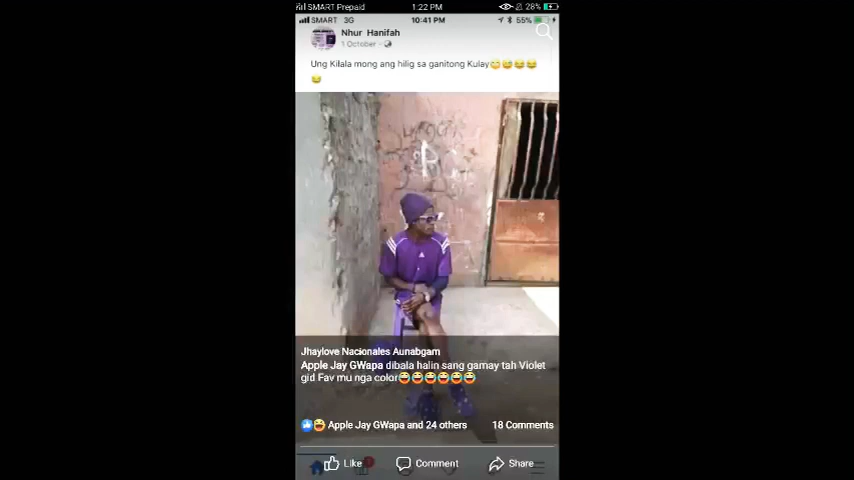 SMART Prepaid 1:22 PM 28%
SMART 3G 10:41 PM 55%
Nhur Hanifah
1 October
Ung Kilala mong ang hilig sa ganitong Kulay🙄😅😂😂
😂
R
Jhaylove Nacionales Aunabgam
Apple Jay GWapa dibala halin sang gamay tah Violet
gid Fav mu nga color😂😂😂😂😂😂
Apple Jay GWapa and 24 others 18 Comments
Like Comment Share